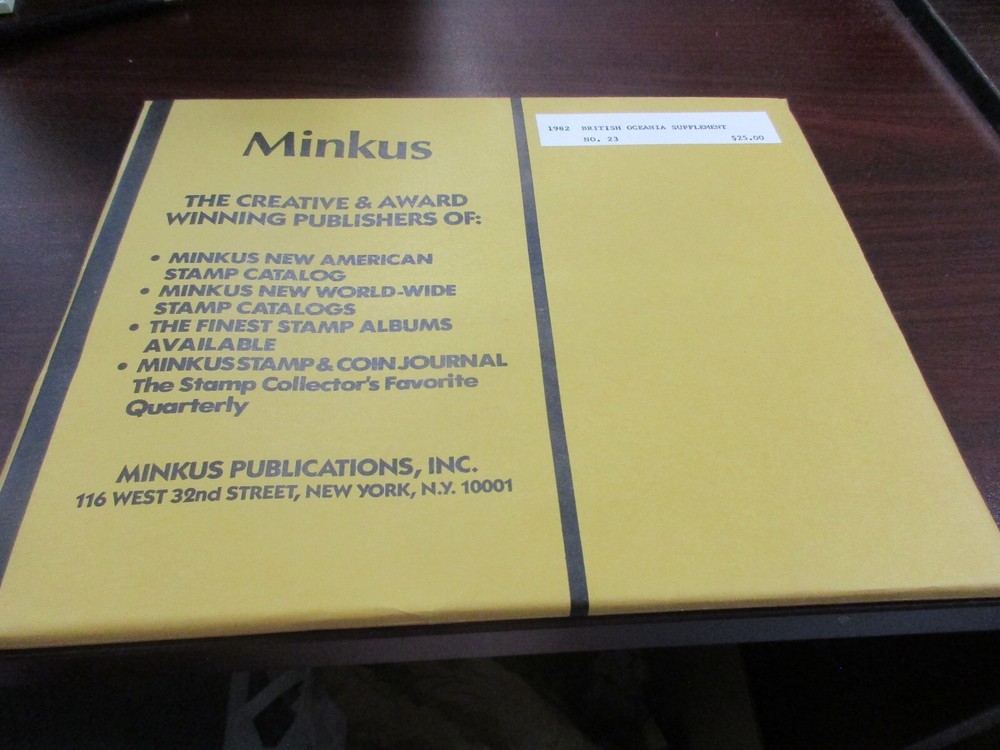 Minkus
THE CREATIVE & AWARD
WINNING PUBLISHERS OF:
• MINKUS NEW AMERICAN
STAMP CATALOG
• MINKUS NEW WORLD-WIDE
STAMP CATALOGS
• THE FINEST STAMP ALBUMS
AVAILABLE
• MINKUS STAMP & COIN JOURNAL
The Stamp Collector's Favorite
Quarterly
MINKUS PUBLICATIONS, INC.
116 WEST 32nd STREET, NEW YORK, N.Y. 10001
1982 BRITISH OCEANIA SUPPLEMENT
NO. 23 $25.00